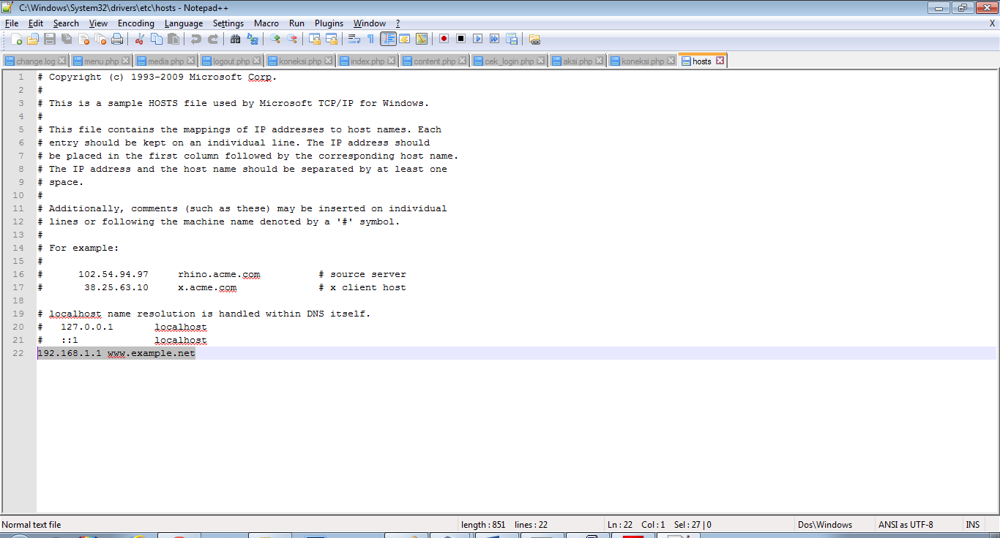 C:\Windows\System32\drivers\etc\hosts - Notepad++
File Edit Search View Encoding Language Settings Macro Run Plugins Window ? X
change.log menu.php media.php logout.php koneksi.php index.php content.php cek_login.php aksi.php koneksi.php hosts
1 # Copyright (c) 1993-2009 Microsoft Corp.
2 #
3 # This is a sample HOSTS file used by Microsoft TCP/IP for Windows.
4 #
5 # This file contains the mappings of IP addresses to host names. Each
6 # entry should be kept on an individual line. The IP address should
7 # be placed in the first column followed by the corresponding host name.
8 # The IP address and the host name should be separated by at least one
9 # space.
10 #
11 # Additionally, comments (such as these) may be inserted on individual
12 # lines or following the machine name denoted by a '#' symbol.
13 #
14 # For example:
15 #
16 # 102.54.94.97 rhino.acme.com # source server
17 # 38.25.63.10 x.acme.com # x client host
18
19 # localhost name resolution is handled within DNS itself.
20 # 127.0.0.1 localhost
21 # ::1 localhost
22 192.168.1.1 www.example.net
Normal text file length : 851 lines : 22 Ln : 22 Col : 1 Sel : 27 | 0 Dos\Windows ANSI as UTF-8 INS